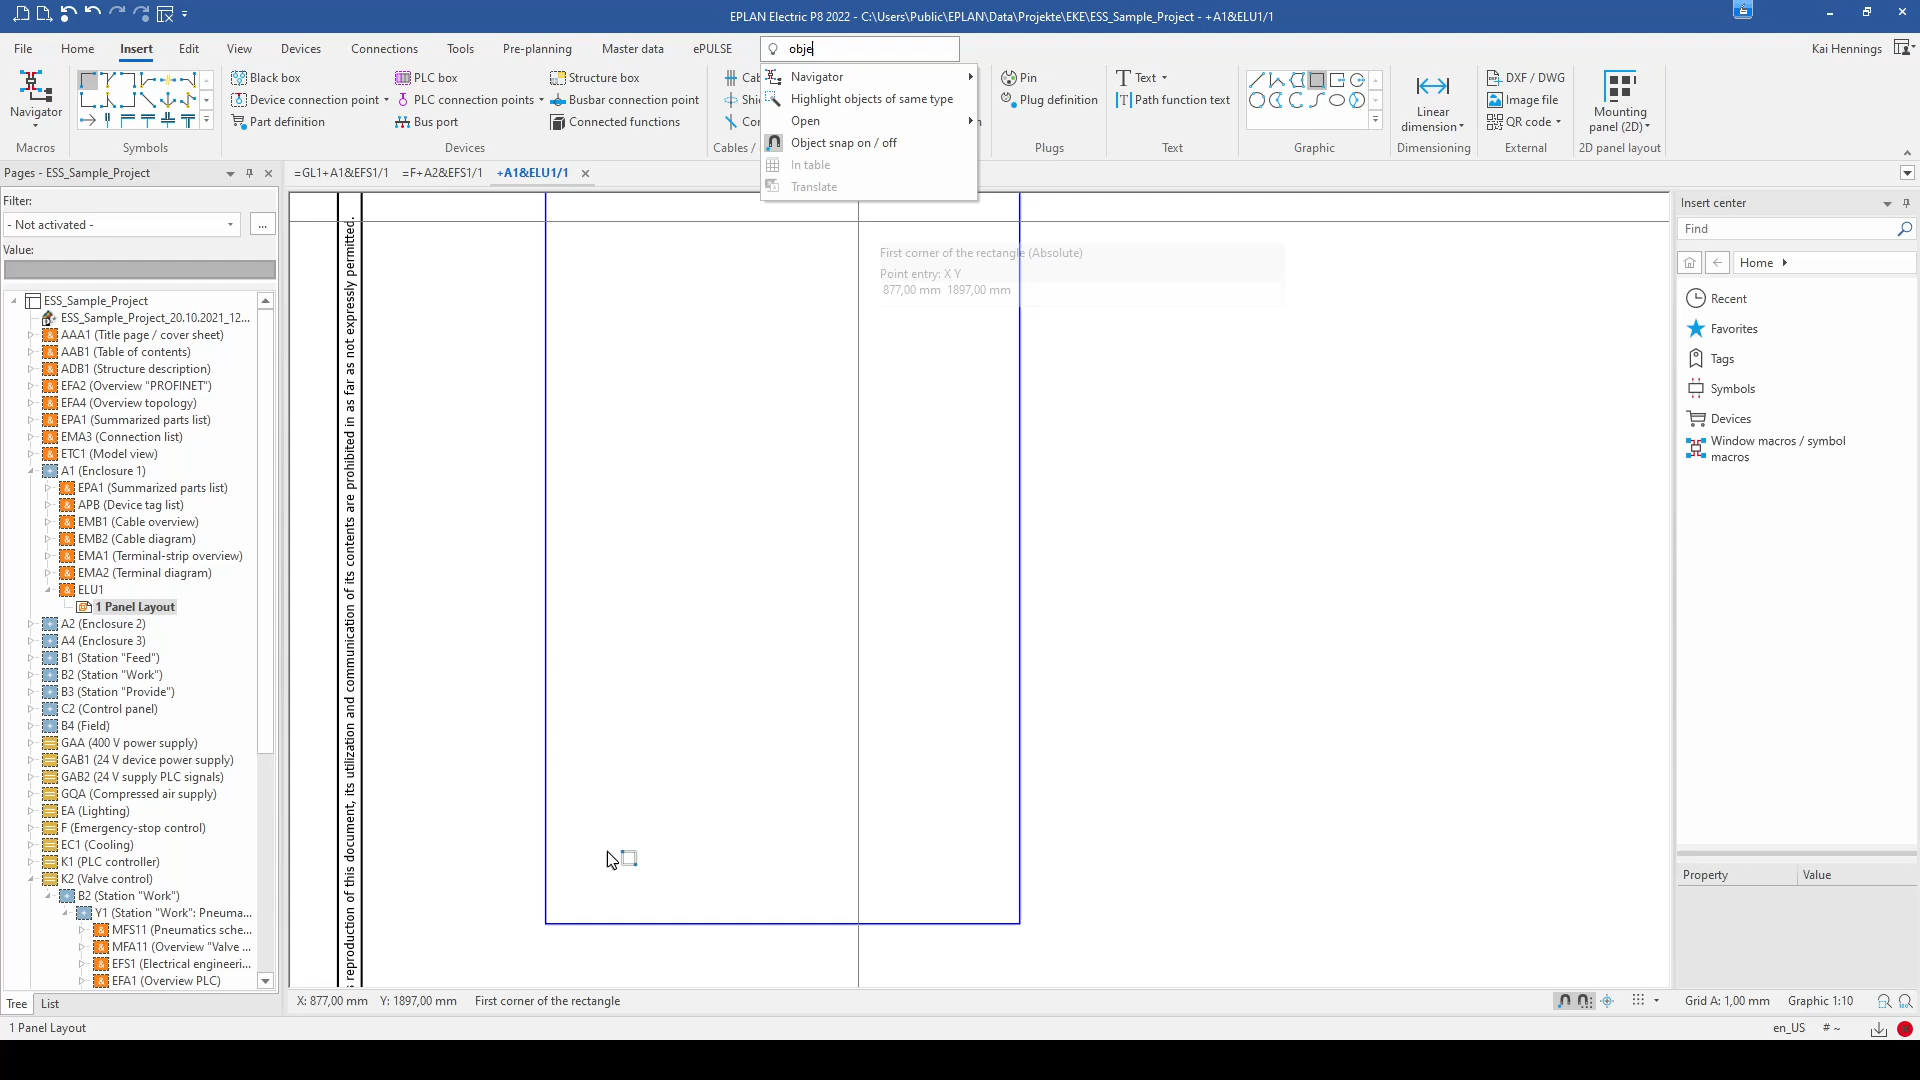 EPLAN Electric P8 2022 - C:\Users\Public\EPLAN\Data\Projekte\EKE\ESS_Sample_Project - +A1&ELU1/1
File Home Insert Edit View Devices Connections Tools Pre-planning Master data ePULSE obje Kai Hennings
Navigator
Macros
Symbols
Black box PLC box Structure box
Device connection point PLC connection points Busbar connection point
Part definition Bus port Connected functions
Devices
Cables /
Navigator
Highlight objects of same type
Open
Object snap on / off
In table
Translate
Pin
Plug definition
Plugs
Text
Path function text
Text
Graphic
Linear dimension
Dimensioning
DXF / DWG
Image file
QR code
External
Mounting panel (2D)
2D panel layout
Pages - ESS_Sample_Project
=GL1+A1&EFS1/1 =F+A2&EFS1/1 +A1&ELU1/1
Filter:
- Not activated -
...
Value:
ESS_Sample_Project
ESS_Sample_Project_20.10.2021_12...
AAA1 (Title page / cover sheet)
AAB1 (Table of contents)
ADB1 (Structure description)
EFA2 (Overview "PROFINET")
EFA4 (Overview topology)
EPA1 (Summarized parts list)
EMA3 (Connection list)
ETC1 (Model view)
A1 (Enclosure 1)
EPA1 (Summarized parts list)
APB (Device tag list)
EMB1 (Cable overview)
EMB2 (Cable diagram)
EMA1 (Terminal-strip overview)
EMA2 (Terminal diagram)
ELU1
1 Panel Layout
A2 (Enclosure 2)
A4 (Enclosure 3)
B1 (Station "Feed")
B2 (Station "Work")
B3 (Station "Provide")
C2 (Control panel)
B4 (Field)
GAA (400 V power supply)
GAB1 (24 V device power supply)
GAB2 (24 V supply PLC signals)
GQA (Compressed air supply)
EA (Lighting)
F (Emergency-stop control)
EC1 (Cooling)
K1 (PLC controller)
K2 (Valve control)
B2 (Station "Work")
Y1 (Station "Work": Pneuma...
MFS11 (Pneumatics sche...
MFA11 (Overview "Valve ...
EFS1 (Electrical engineeri...
EFA1 (Overview PLC)
Tree List
reproduction of this document, its utilization and communication of its contents are prohibited in as far as not expressly permitted.
First corner of the rectangle (Absolute)
Point entry: X Y
877,00 mm 1897,00 mm
Insert center
Find
Home
Recent
Favorites
Tags
Symbols
Devices
Window macros / symbol macros
Property Value
X: 877,00 mm Y: 1897,00 mm First corner of the rectangle
Grid A: 1,00 mm Graphic 1:10
1 Panel Layout
en_US # ~